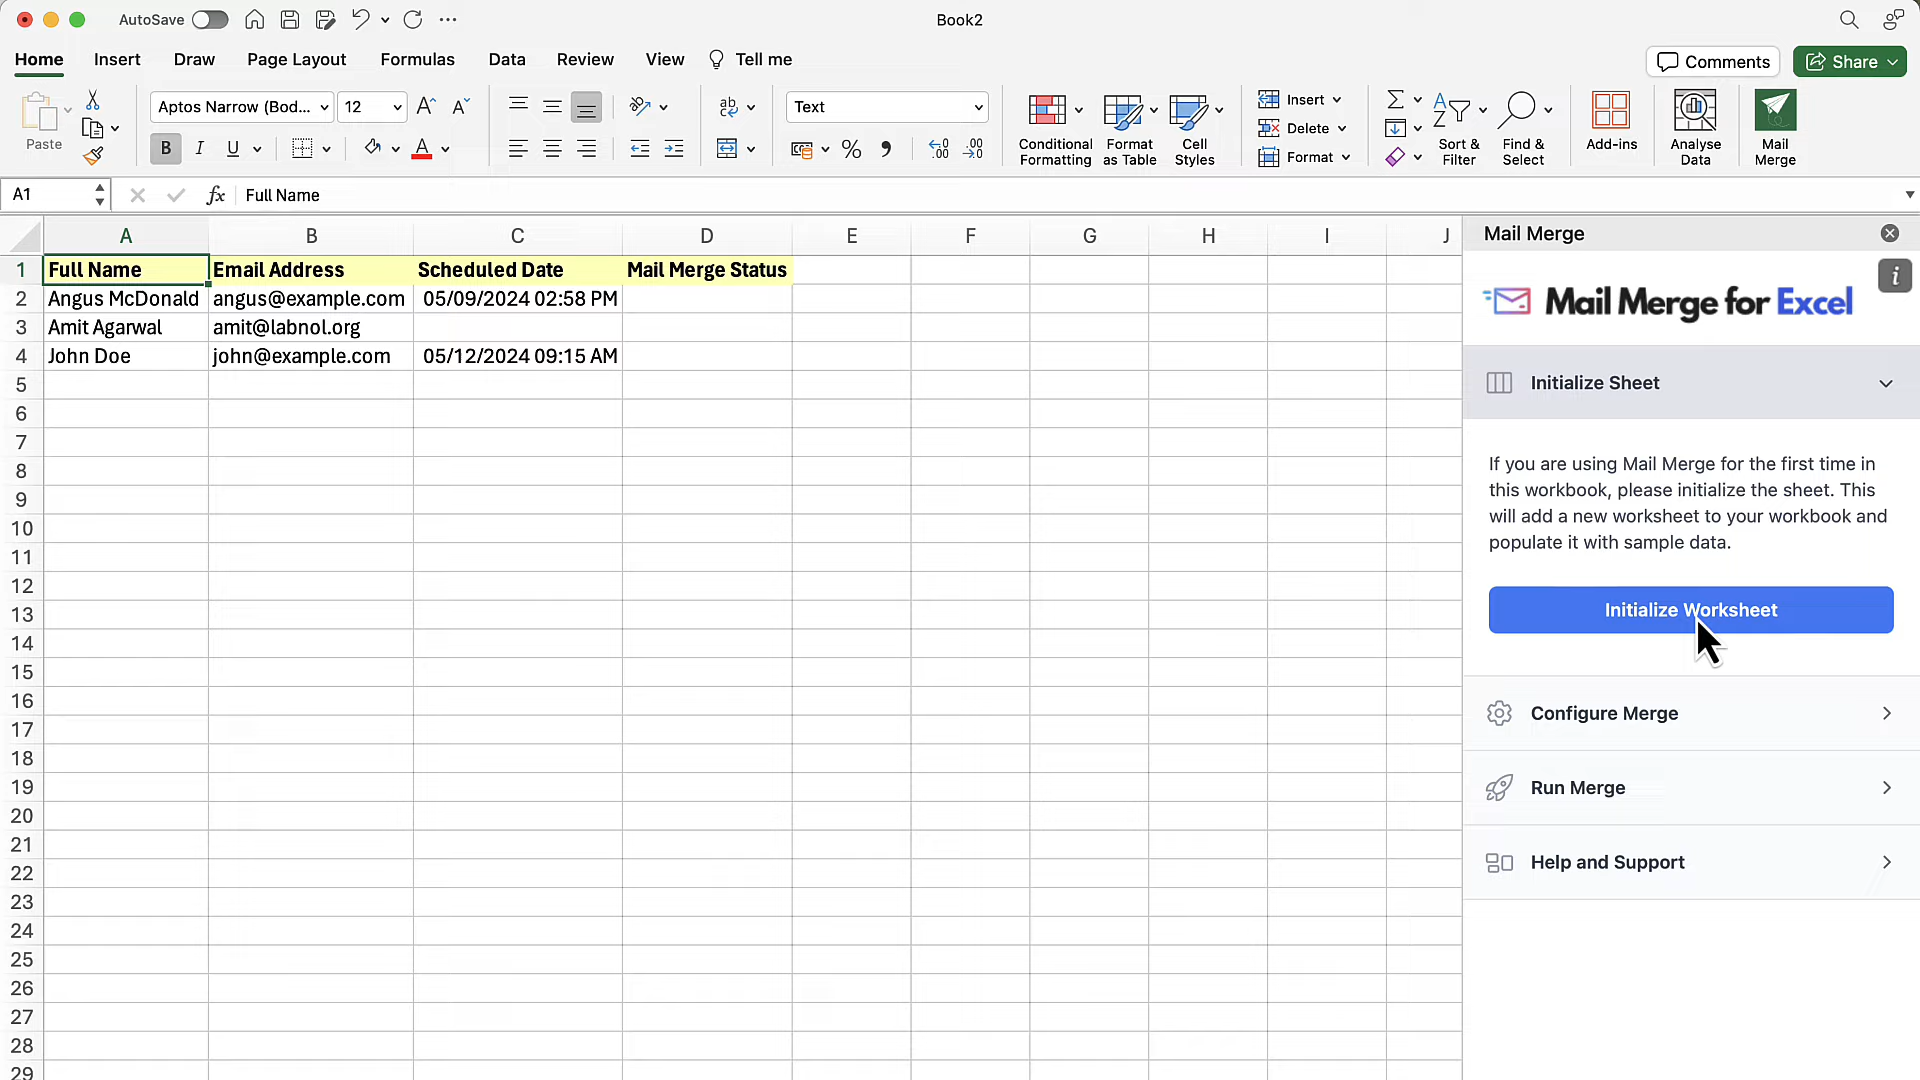 AutoSave
Book2
Home Insert Draw Page Layout Formulas Data Review View Tell me
Comments Share
Paste
Aptos Narrow (Bod... 12
B I U A
ab
Text
%
Conditional Formatting
Format as Table
Cell Styles
Insert
Delete
Format
Sort & Filter
Find & Select
Add-ins
Analyse Data
Mail Merge
A1 fx Full Name
A B C D E F G H I J
1 Full Name Email Address Scheduled Date Mail Merge Status
2 Angus McDonald angus@example.com 05/09/2024 02:58 PM
3 Amit Agarwal amit@labnol.org
4 John Doe john@example.com 05/12/2024 09:15 AM
5
6
7
8
9
10
11
12
13
14
15
16
17
18
19
20
21
22
23
24
25
26
27
28
29
Mail Merge
i
Mail Merge for Excel
Initialize Sheet
If you are using Mail Merge for the first time in
this workbook, please initialize the sheet. This
will add a new worksheet to your workbook and
populate it with sample data.
Initialize Worksheet
Configure Merge
Run Merge
Help and Support